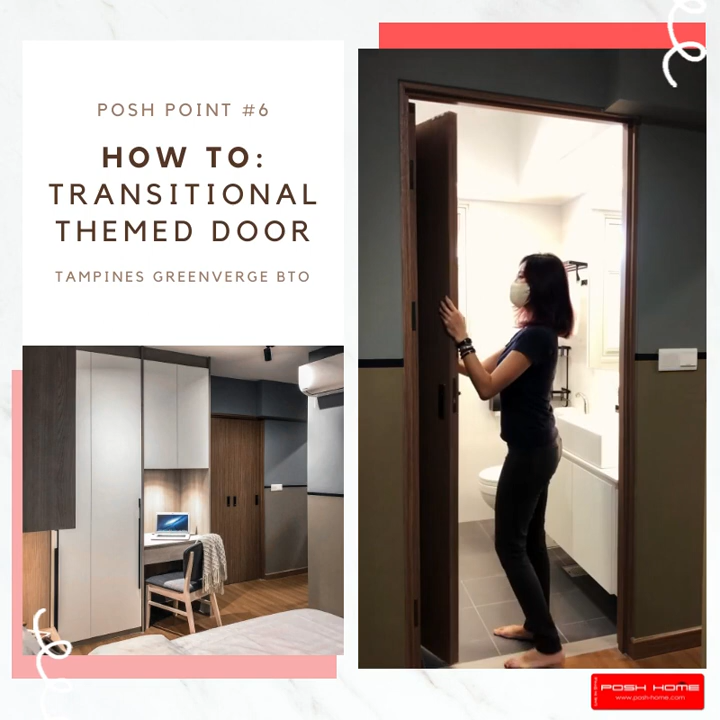 POSH POINT #6
HOW TO:
TRANSITIONAL
THEMED DOOR
TAMPINES GREENVERGE BTO
POSH HOME
www.posh-home.com